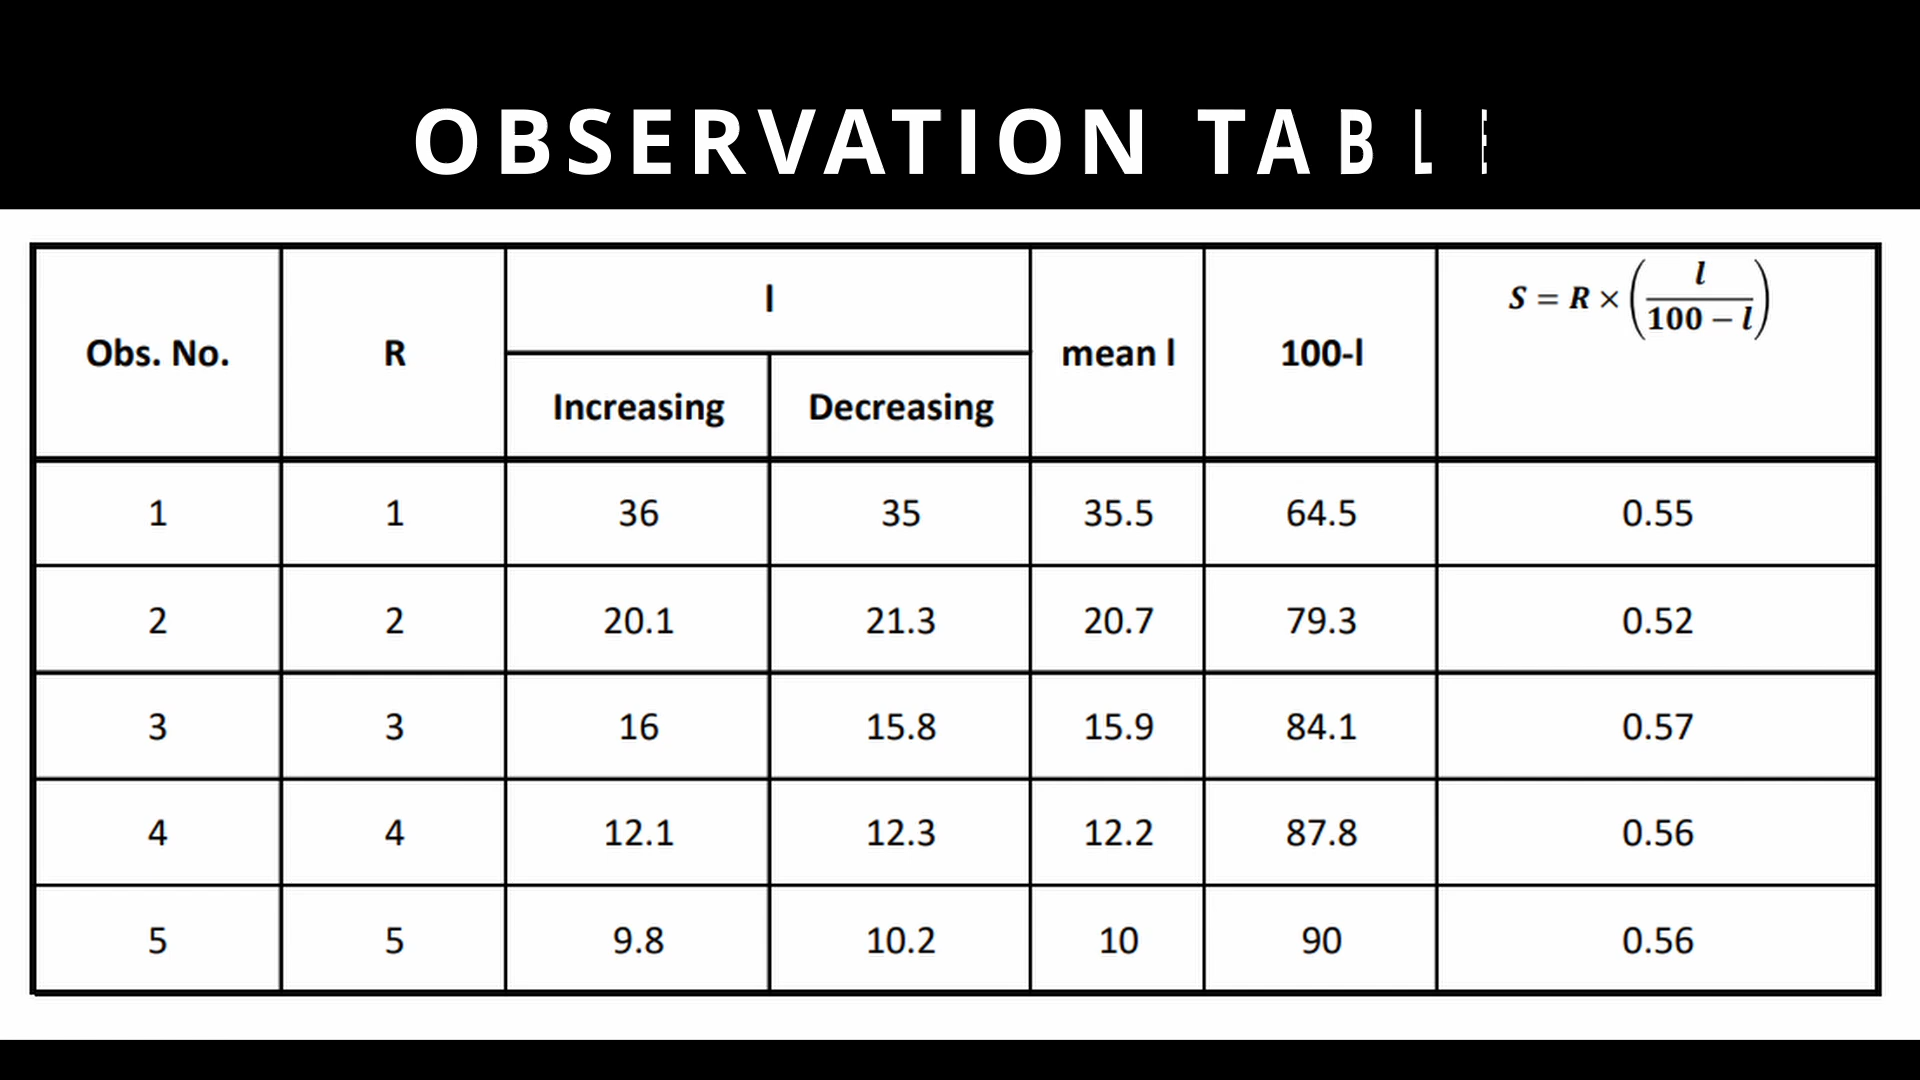 OBSERVATION TABLE
Obs. No. R l mean l 100-l S = R × (l / 100 − l)
Increasing Decreasing
1 1 36 35 35.5 64.5 0.55
2 2 20.1 21.3 20.7 79.3 0.52
3 3 16 15.8 15.9 84.1 0.57
4 4 12.1 12.3 12.2 87.8 0.56
5 5 9.8 10.2 10 90 0.56